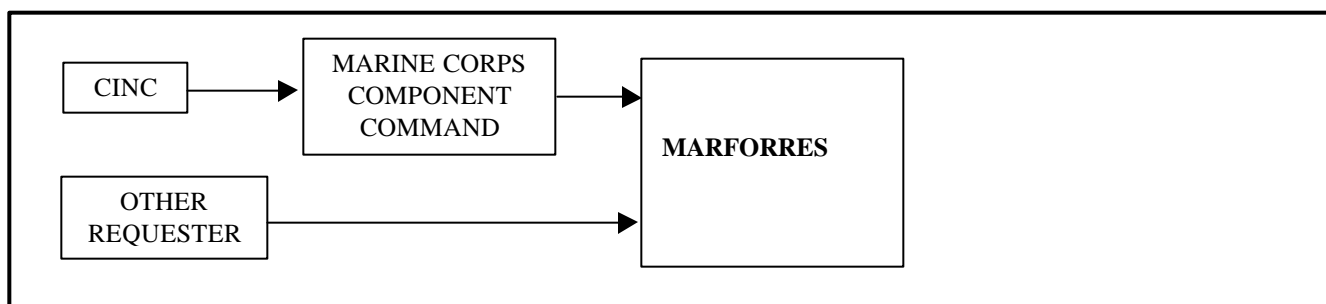 CINC
MARINE CORPS
COMPONENT
COMMAND
MARFORRES
OTHER
REQUESTER